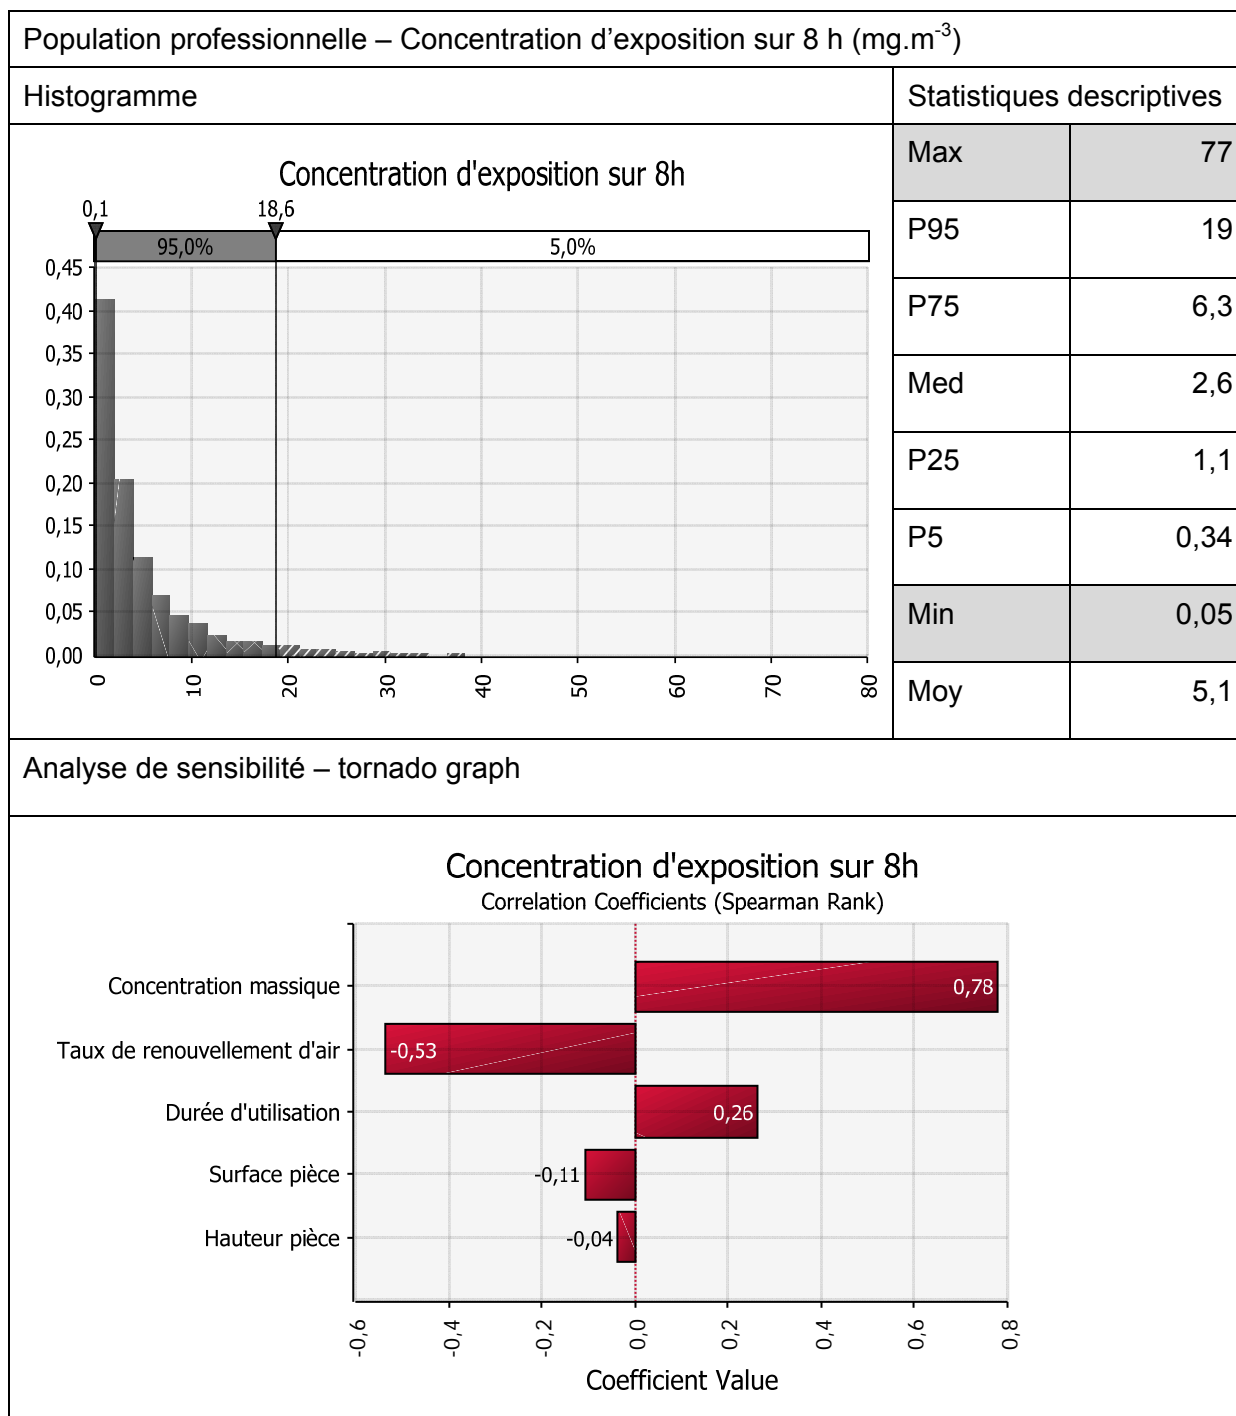 Population professionnelle – Concentration d'exposition sur 8 h (mg.m-3)
Histogramme
Statistiques descriptives
Concentration d'exposition sur 8h
0,1
18,6
95,0%
5,0%
0,45
0,40
0,35
0,30
0,25
0,20
0,15
0,10
0,05
0,00
0
10
20
30
40
50
60
70
80
Max 77
P95 19
P75 6,3
Med 2,6
P25 1,1
P5 0,34
Min 0,05
Moy 5,1
Analyse de sensibilité – tornado graph
Concentration d'exposition sur 8h
Correlation Coefficients (Spearman Rank)
Concentration massique 0,78
Taux de renouvellement d'air -0,53
Durée d'utilisation 0,26
Surface pièce -0,11
Hauteur pièce -0,04
-0,6
-0,4
-0,2
0,0
0,2
0,4
0,6
0,8
Coefficient Value